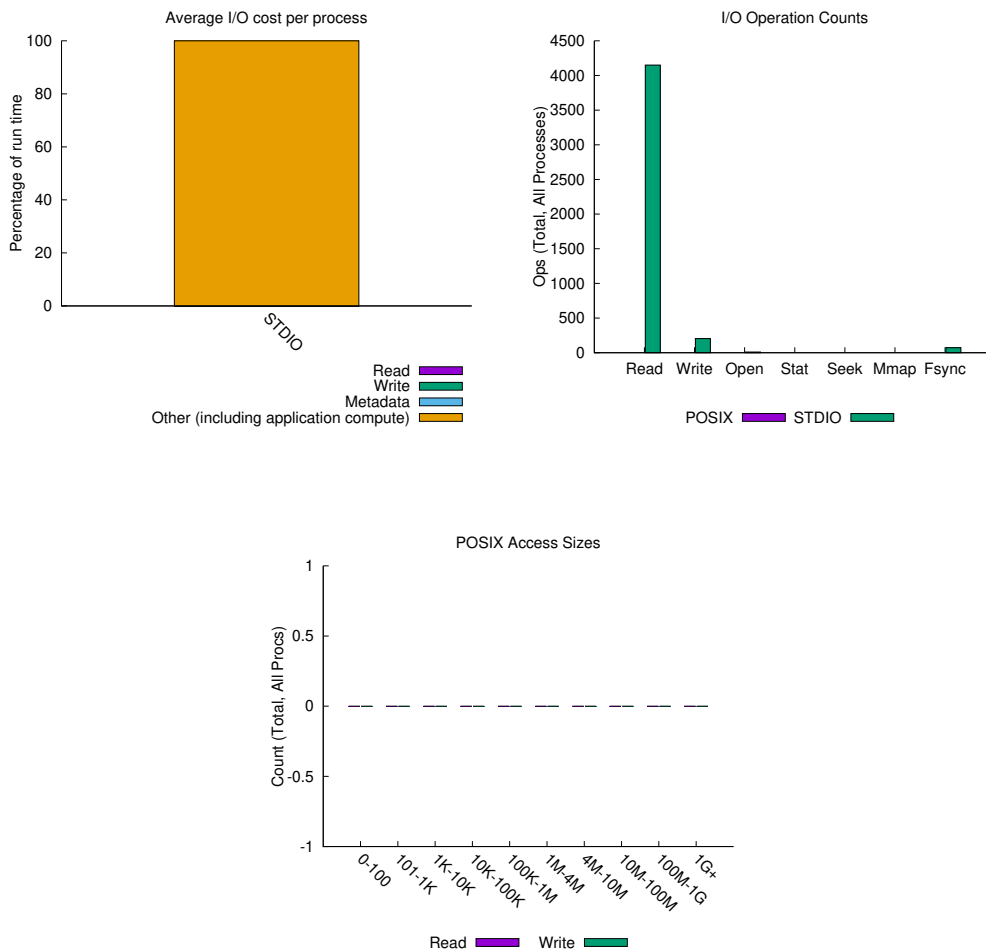 Average I/O cost per process
Percentage of run time
100
80
60
40
20
0
STDIO
Read
Write
Metadata
Other (including application compute)
I/O Operation Counts
Ops (Total, All Processes)
4500
4000
3500
3000
2500
2000
1500
1000
500
0
Read Write Open Stat Seek Mmap Fsync
POSIX STDIO
POSIX Access Sizes
Count (Total, All Procs)
1
0.5
0
-0.5
-1
0-100
101-1K
1K-10K
10K-100K
100K-1M
1M-4M
4M-10M
10M-100M
100M-1G
1G+
Read Write